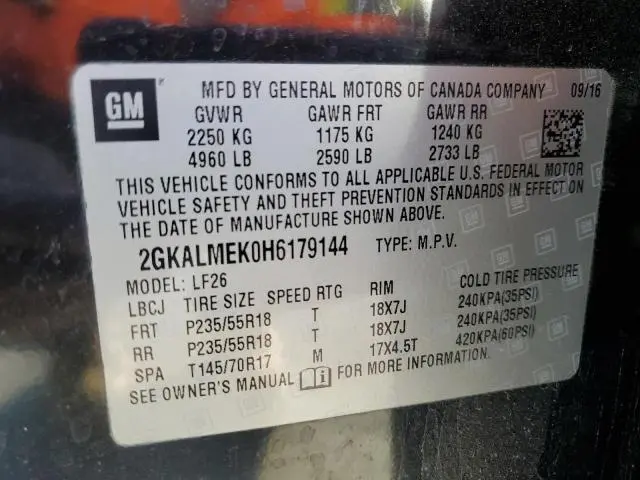 GM
MFD BY GENERAL MOTORS OF CANADA COMPANY 09/16
GVWR GAWR FRT GAWR RR
2250 KG 1175 KG 1240 KG
4960 LB 2590 LB 2733 LB
THIS VEHICLE CONFORMS TO ALL APPLICABLE U.S. FEDERAL MOTOR
VEHICLE SAFETY AND THEFT PREVENTION STANDARDS IN EFFECT ON
THE DATE OF MANUFACTURE SHOWN ABOVE.
2GKALMEK0H6179144 TYPE: M.P.V.
MODEL: LF26
LBCJ TIRE SIZE SPEED RTG RIM COLD TIRE PRESSURE
FRT P235/55R18 T 18X7J 240KPA(35PSI)
RR P235/55R18 T 18X7J 240KPA(35PSI)
SPA T145/70R17 M 17X4.5T 420KPA(60PSI)
SEE OWNER'S MANUAL FOR MORE INFORMATION.